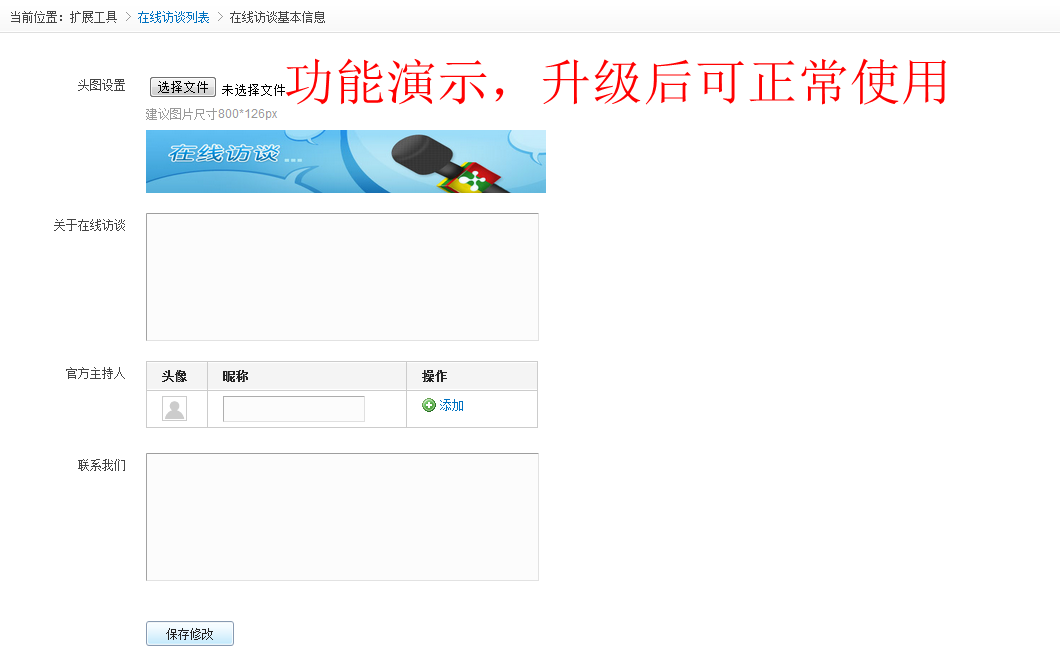 当前位置：扩展工具 > 在线访谈列表 > 在线访谈基本信息
功能演示，升级后可正常使用
头图设置 选择文件 未选择文件
建议图片尺寸800*126px
在线访谈...
关于在线访谈
官方主持人 头像 昵称 操作
添加
联系我们
保存修改